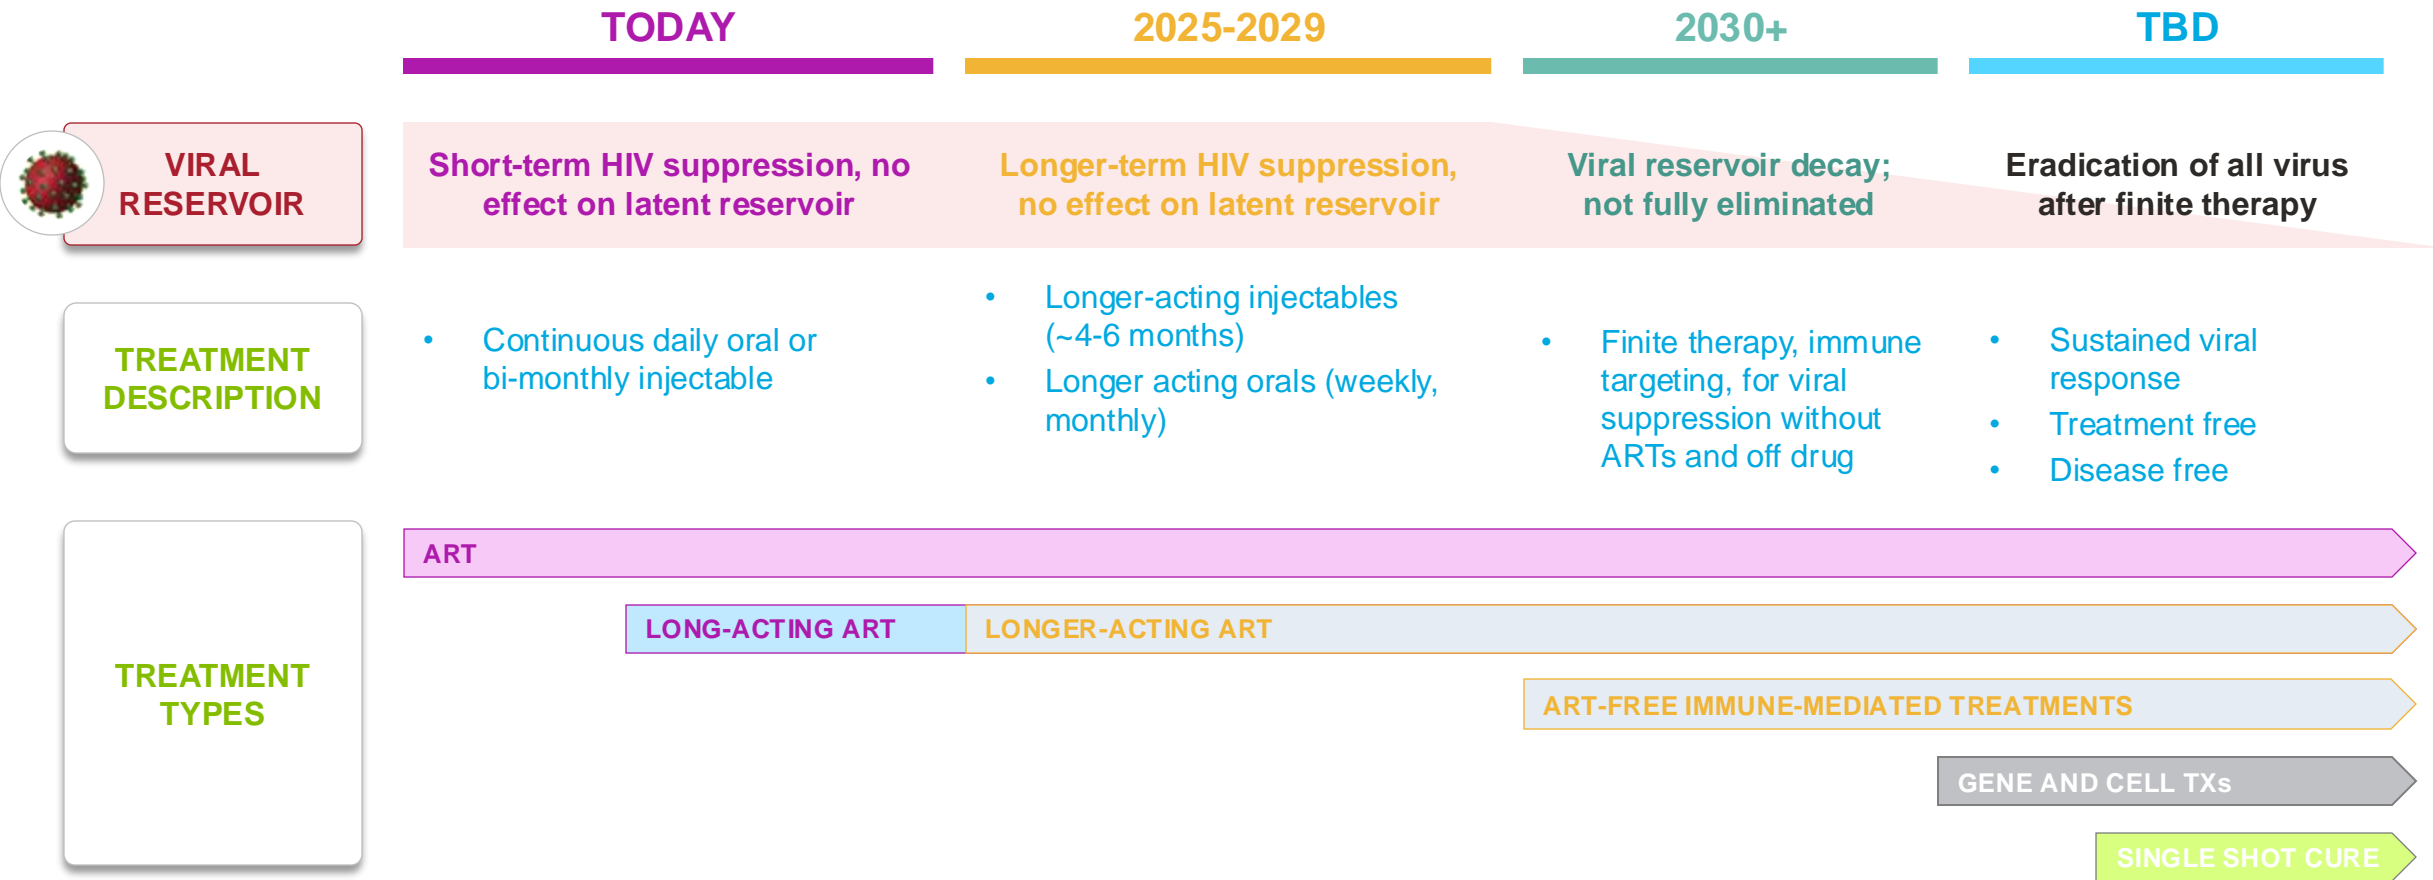 TODAY
2025-2029
2030+
TBD
VIRAL
RESERVOIR
Short-term HIV suppression, no
effect on latent reservoir
Longer-term HIV suppression,
no effect on latent reservoir
Viral reservoir decay;
not fully eliminated
Eradication of all virus
after finite therapy
TREATMENT
DESCRIPTION
• Continuous daily oral or
bi-monthly injectable
• Longer-acting injectables
(~4-6 months)
• Longer acting orals (weekly,
monthly)
• Finite therapy, immune
targeting, for viral
suppression without
ARTs and off drug
• Sustained viral
response
• Treatment free
• Disease free
TREATMENT
TYPES
ART
LONG-ACTING ART
LONGER-ACTING ART
ART-FREE IMMUNE-MEDIATED TREATMENTS
GENE AND CELL TXs
SINGLE SHOT CURE